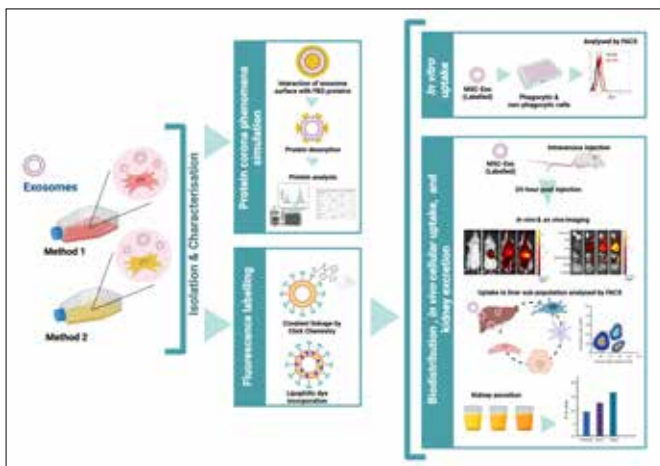 Exosomes
Method 1
Method 2
Isolation & Characterisation
Protein corona phenomena
simulation
Interaction of exosome
surface with FBS proteins
Protein desorption
Protein analysis
Fluorescence labelling
Covalent linkage by
Click Chemistry
Lipophilic dye
incorporation
In vitro
uptake
MSC-Exo
(Labelled)
Phagocytic &
non phagocytic cells
Analysed by FACS
Biodistribution, in vivo cellular uptake, and
kidney excretion
MSC-Exo
(Labelled)
Intravenous injection
24 hour post injection
In vivo & ex vivo imaging
Uptake in liver sub population analysed by FACS
Kidney excretion